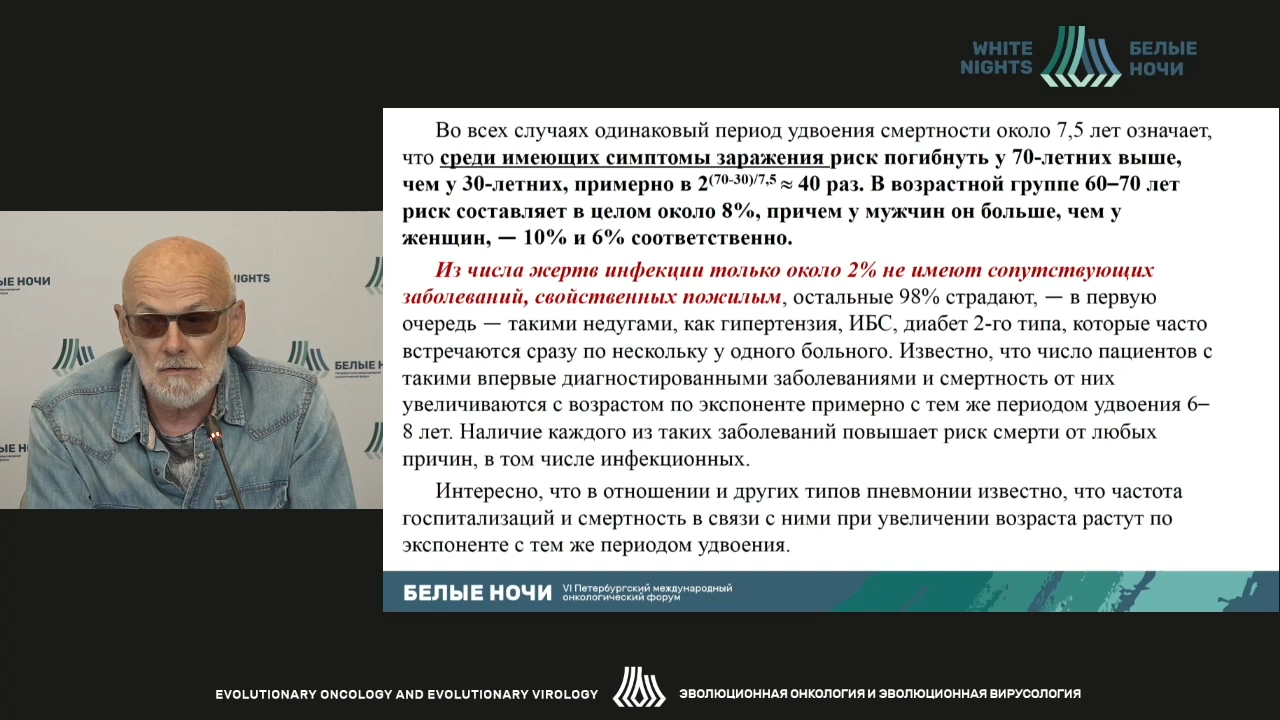 WHITE
NIGHTS
БЕЛЫЕ
НОЧИ
Во всех случаях одинаковый период удвоения смертности около 7,5 лет означает,
что среди имеющих симптомы заражения риск погибнуть у 70-летних выше,
чем у 30-летних, примерно в 2^(70-30)/7,5 ≈ 40 раз. В возрастной группе 60–70 лет
риск составляет в целом около 8%, причем у мужчин он больше, чем у
женщин, — 10% и 6% соответственно.
Из числа жертв инфекции только около 2% не имеют сопутствующих
заболеваний, свойственных пожилым, остальные 98% страдают, — в первую
очередь — такими недугами, как гипертензия, ИБС, диабет 2-го типа, которые часто
встречаются сразу по нескольку у одного больного. Известно, что число пациентов с
такими впервые диагностированными заболеваниями и смертность от них
увеличиваются с возрастом по экспоненте примерно с тем же периодом удвоения 6–
8 лет. Наличие каждого из таких заболеваний повышает риск смерти от любых
причин, в том числе инфекционных.
Интересно, что в отношении и других типов пневмонии известно, что частота
госпитализаций и смертность в связи с ними при увеличении возраста растут по
экспоненте с тем же периодом удвоения.
ЫЕ НОЧИ
NIGHTS
БЕЛЫЕ Н
БЕЛЫЕ НОЧИ
VI Петербургский международный
онкологический форум
EVOLUTIONARY ONCOLOGY AND EVOLUTIONARY VIROLOGY
ЭВОЛЮЦИОННАЯ ОНКОЛОГИЯ И ЭВОЛЮЦИОННАЯ ВИРУСОЛОГИЯ